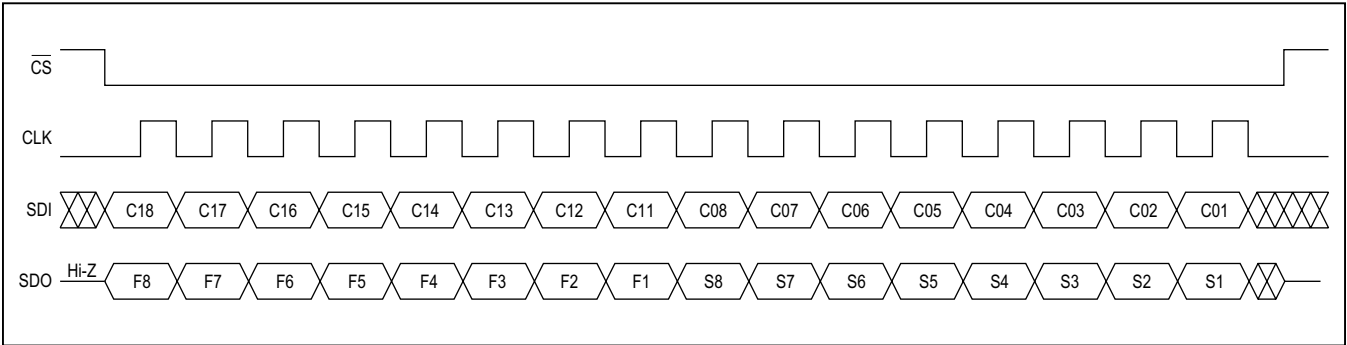 CS
CLK
SDI C18 C17 C16 C15 C14 C13 C12 C11 C08 C07 C06 C05 C04 C03 C02 C01
SDO Hi-Z F8 F7 F6 F5 F4 F3 F2 F1 S8 S7 S6 S5 S4 S3 S2 S1